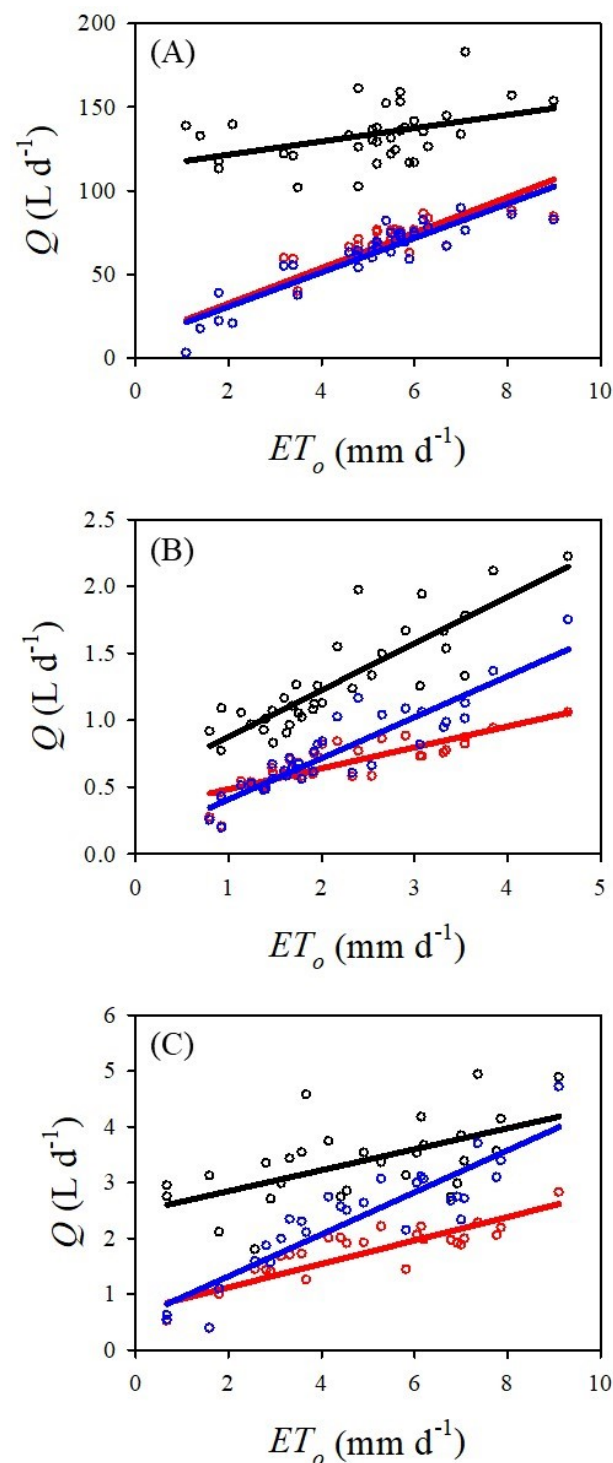 (A)
200
150
100
50
0
Q (L d⁻¹)
0 2 4 6 8 10
ETₒ (mm d⁻¹)
(B)
2.5
2.0
1.5
1.0
0.5
0.0
Q (L d⁻¹)
0 1 2 3 4 5
ETₒ (mm d⁻¹)
(C)
6
5
4
3
2
1
0
Q (L d⁻¹)
0 2 4 6 8 10
ETₒ (mm d⁻¹)